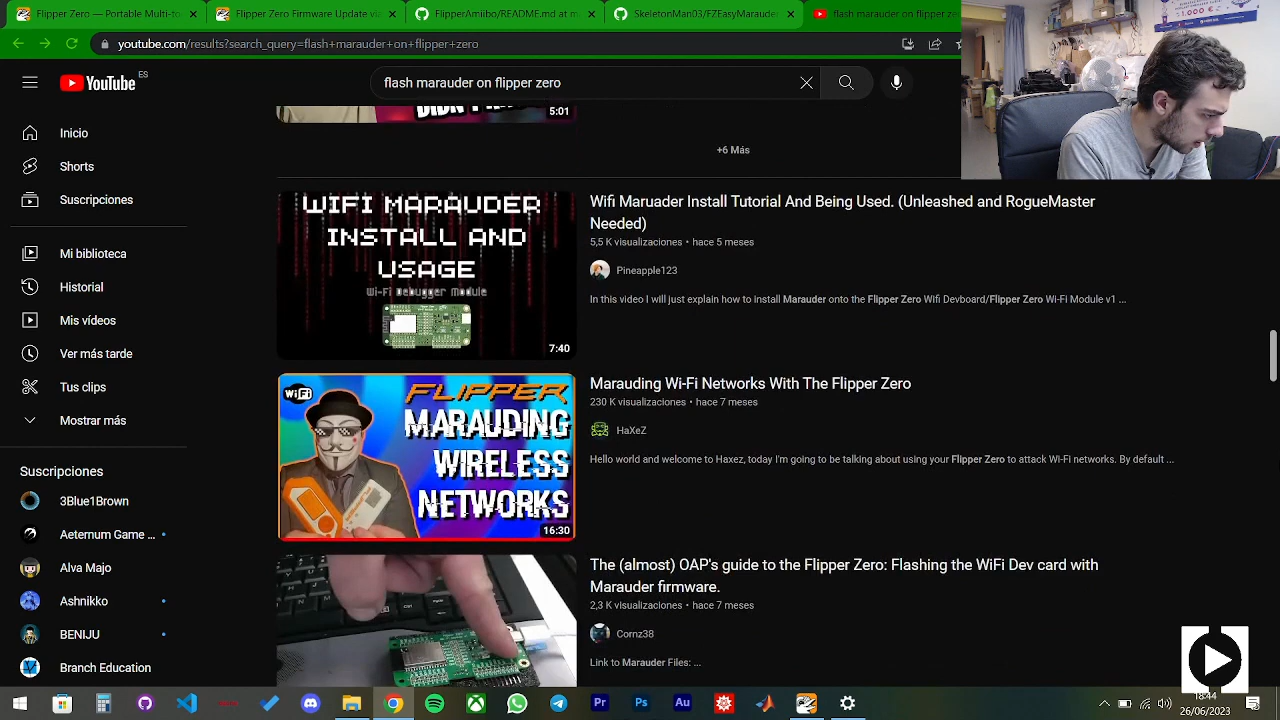 Flipper Zero — Portable Multi-to
Flipper Zero Firmware Update vi
FlipperAmiibo/README.md at m
SkeletonMan03/FZEasyMarauder
flash marauder on flipper ze
youtube.com/results?search_query=flash+marauder+on+flipper+zero
YouTube
ES
flash marauder on flipper zero
1.000 €
5:01
Inicio
Shorts
Suscripciones
Mi biblioteca
Historial
Mis vídeos
Ver más tarde
Tus clips
Mostrar más
Suscripciones
3Blue1Brown
Aeternum Game ...
Alva Majo
Ashnikko
BENIJU
Branch Education
+6 Más
WIFI MARAUDER
INSTALL AND
USAGE
Wi-Fi Debugger Module
7:40
Wifi Maruader Install Tutorial And Being Used. (Unleashed and RogueMaster
Needed)
5,5 K visualizaciones • hace 5 meses
Pineapple123
In this video I will just explain how to install Marauder onto the Flipper Zero Wifi Devboard/Flipper Zero Wi-Fi Module v1 ...
WiFi
FLIPPER
MARAUDING
WIRELESS
NETWORKS
16:30
Marauding Wi-Fi Networks With The Flipper Zero
230 K visualizaciones • hace 7 meses
HaXeZ
Hello world and welcome to Haxez, today I'm going to be talking about using your Flipper Zero to attack Wi-Fi networks. By default ...
The (almost) OAP's guide to the Flipper Zero: Flashing the WiFi Dev card with
Marauder firmware.
2,3 K visualizaciones • hace 7 meses
Cornz38
Link to Marauder Files: ...
Pr
Ps
Au
18:44
26/06/2023